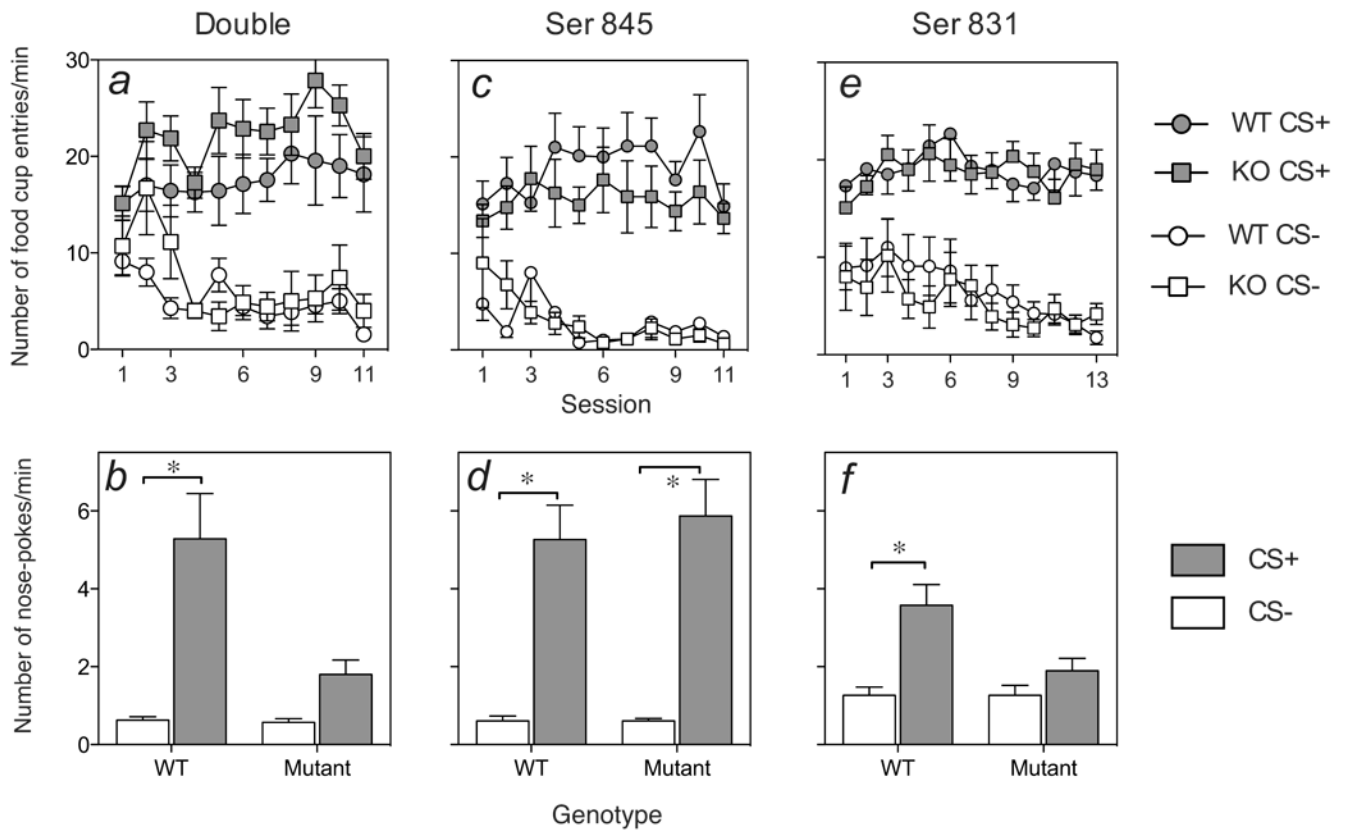 Double
Ser 845
Ser 831
Number of food cup entries/min
30
20
10
0
a
1
3
6
9
11
c
1
3
6
9
11
e
1
3
6
9
13
Session
WT CS+
KO CS+
WT CS-
KO CS-
Number of nose-pokes/min
6
4
2
0
b
*
WT
Mutant
d
*
*
WT
Mutant
f
*
WT
Mutant
Genotype
CS+
CS-